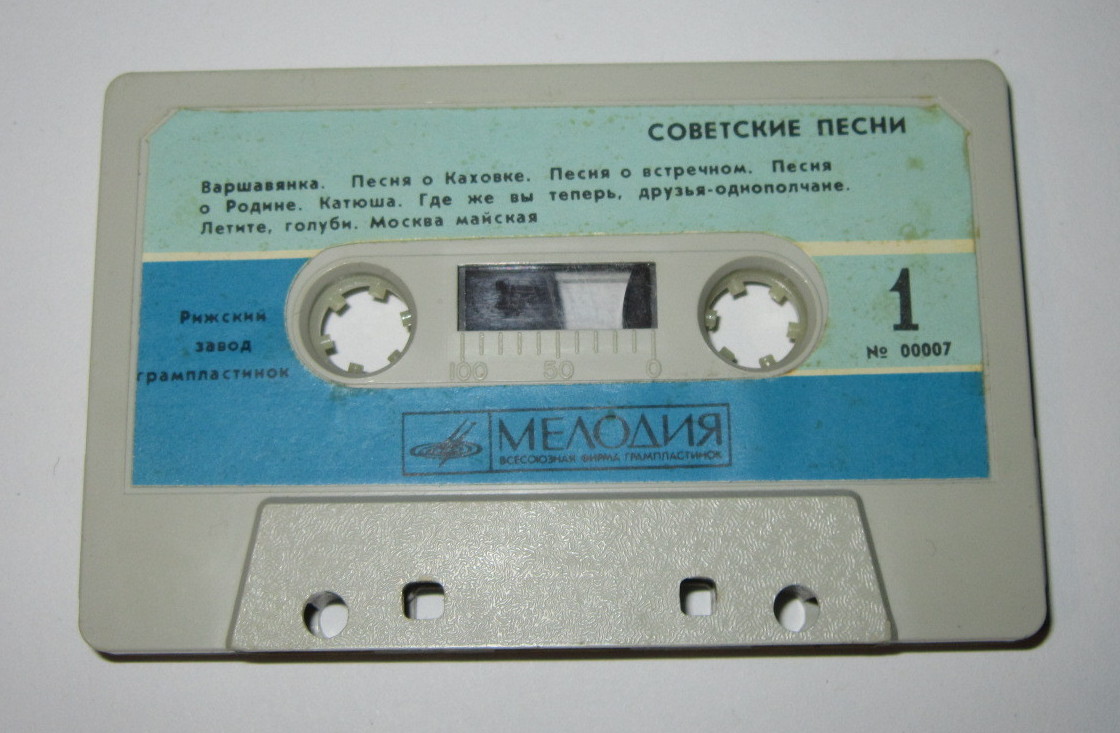 СОВЕТСКИЕ ПЕСНИ
Варшавянка. Песня о Каховке. Песня о встречном. Песня
о Родине. Катюша. Где же вы теперь, друзья-однополчане.
Летите, голуби. Москва майская
Рижский
завод
грампластинок
1
№ 00007
100 50 0
МЕЛОДИЯ
ВСЕСОЮЗНАЯ ФИРМА ГРАМПЛАСТИНОК